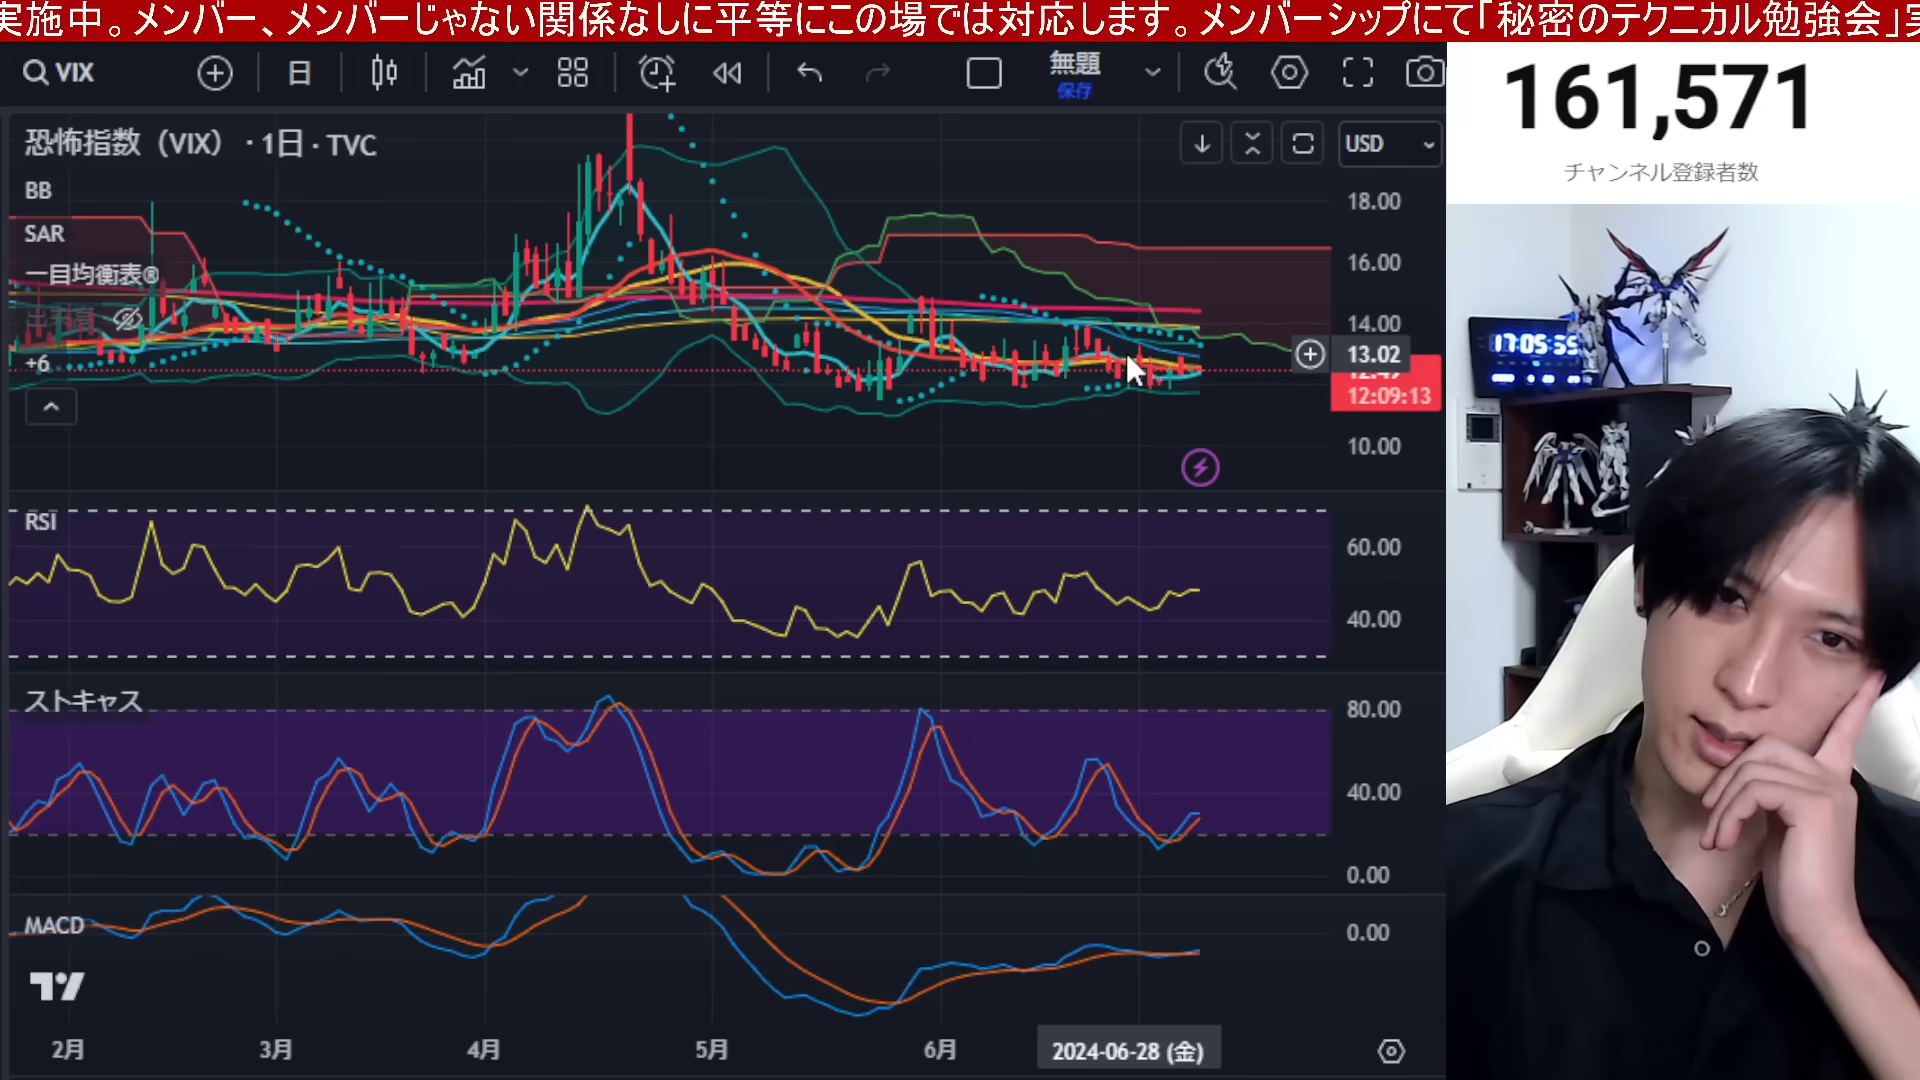 実施中。メンバー、メンバーじゃない関係なしに平等にこの場では対応します。メンバーシップにて「秘密のテクニカル勉強会」実
VIX
日
無題
保存
161,571
チャンネル登録者数
恐怖指数（VIX）・1日・TVC
USD
BB
SAR
一目均衡表®
+6
18.00
16.00
14.00
13.02
12:09:13
10.00
17:05:55
RSI
60.00
40.00
ストキャス
80.00
40.00
0.00
MACD
0.00
2月
3月
4月
5月
6月
2024-06-28 (金)